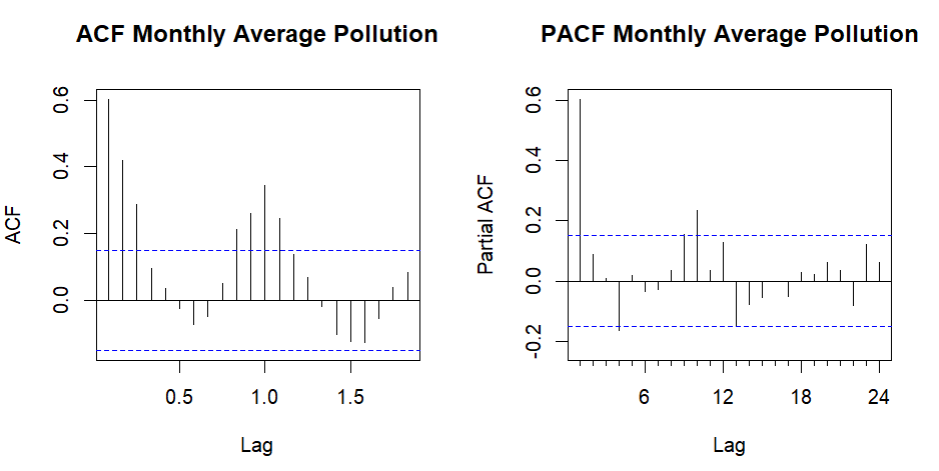 ACF Monthly Average Pollution
ACF
0.6
0.4
0.2
0.0
0.5
1.0
1.5
Lag
PACF Monthly Average Pollution
Partial ACF
0.6
0.4
0.2
0.0
-0.2
6
12
18
24
Lag